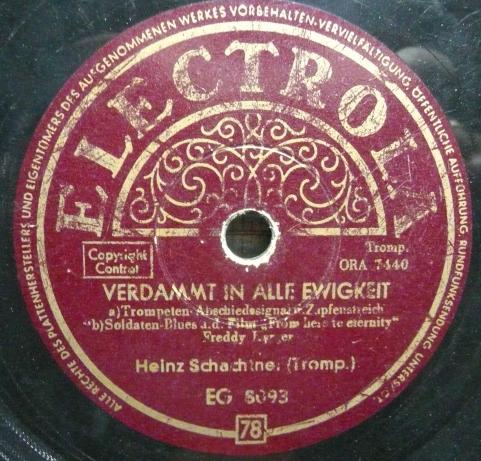 ALLE RECHTE DES PLATTENHERSTELLERS UND EIGENTÜMERS DES AUFGENOMMENEN WERKES VORBEHALTEN. VERVIELFÄLTIGUNG, ÖFFENTLICHE AUFFÜHRUNG, RUNDFUNKSENDUNG UNTERSAGT.
ELECTROLA
Copyright
Control
Tromp.
ORA 7440
VERDAMMT IN ALLE EWIGKEIT
a)Trompeten-Abschiedssignal u. Zapfenstreich
"b)Soldaten-Blues a.d. Film „From here to eternity"
Freddy
Heinz Schachtner (Tromp.)
EG 8093
78